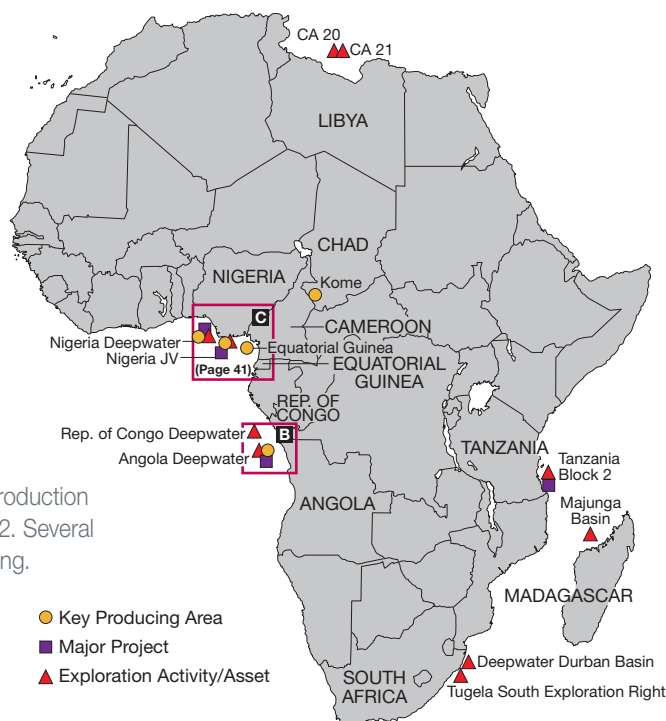 CA 20
CA 21
LIBYA
CHAD
NIGERIA
Kome
C
CAMEROON
Nigeria Deepwater
Equatorial Guinea
Nigeria JV
EQUATORIAL
GUINEA
(Page 41)
REP. OF
CONGO
Rep. of Congo Deepwater
B
Angola Deepwater
TANZANIA
Tanzania
Block 2
ANGOLA
Majunga
Basin
roduction
2. Several
ng.
MADAGASCAR
Key Producing Area
Major Project
Exploration Activity/Asset
Deepwater Durban Basin
SOUTH
AFRICA
Tugela South Exploration Right